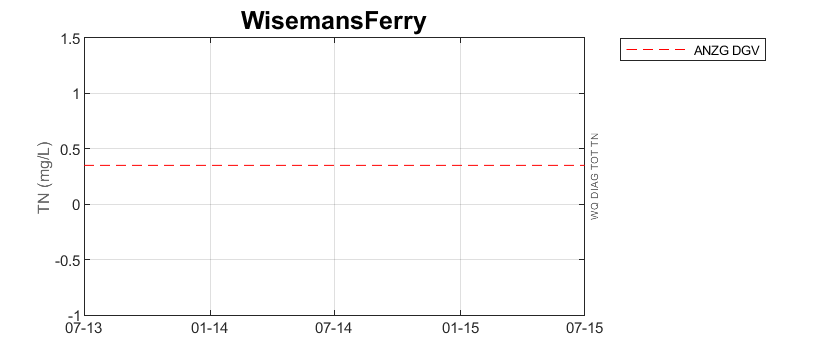 WisemansFerry
1.5
1
0.5
0
-0.5
-1
TN (mg/L)
07-13
01-14
07-14
01-15
07-15
WQ DIAG TOT TN
ANZG DGV